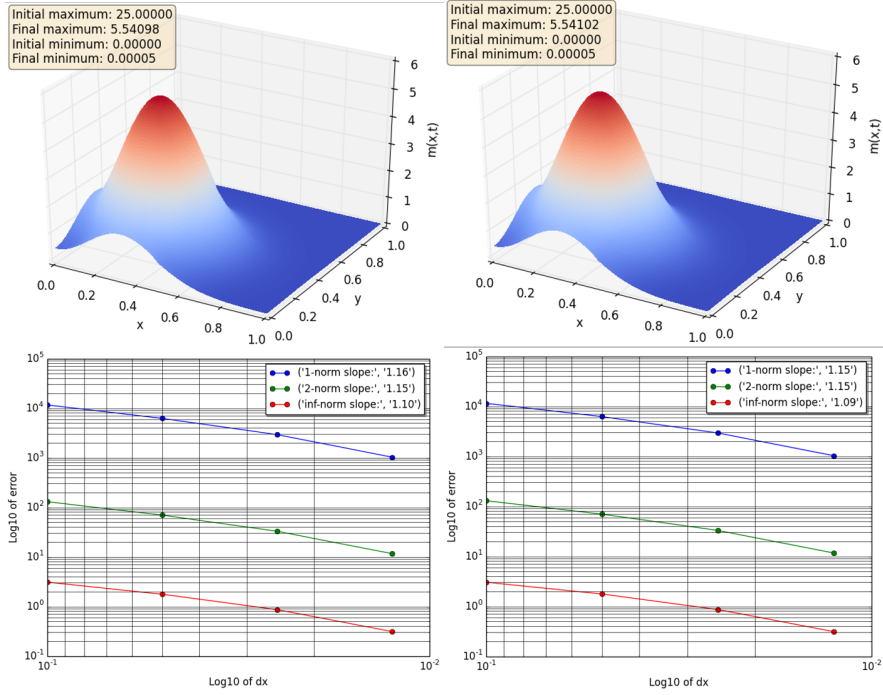 Initial maximum: 25.00000
Final maximum: 5.54098
Initial minimum: 0.00000
Final minimum: 0.00005
6
5
4
3
2
1
0
m(x,t)
0.0
0.2
0.4
0.6
0.8
1.0
x
0.0
0.2
0.4
0.6
0.8
1.0
y
Initial maximum: 25.00000
Final maximum: 5.54102
Initial minimum: 0.00000
Final minimum: 0.00005
6
5
4
3
2
1
0
m(x,t)
0.0
0.2
0.4
0.6
0.8
1.0
x
0.0
0.2
0.4
0.6
0.8
1.0
y
('1-norm slope:', '1.16')
('2-norm slope:', '1.15')
('inf-norm slope:', '1.10')
10^5
10^4
10^3
10^2
10^1
10^0
10^-1
Log10 of error
10^-1
10^-2
Log10 of dx
('1-norm slope:', '1.15')
('2-norm slope:', '1.15')
('inf-norm slope:', '1.09')
10^5
10^4
10^3
10^2
10^1
10^0
10^-1
Log10 of error
10^-1
10^-2
Log10 of dx